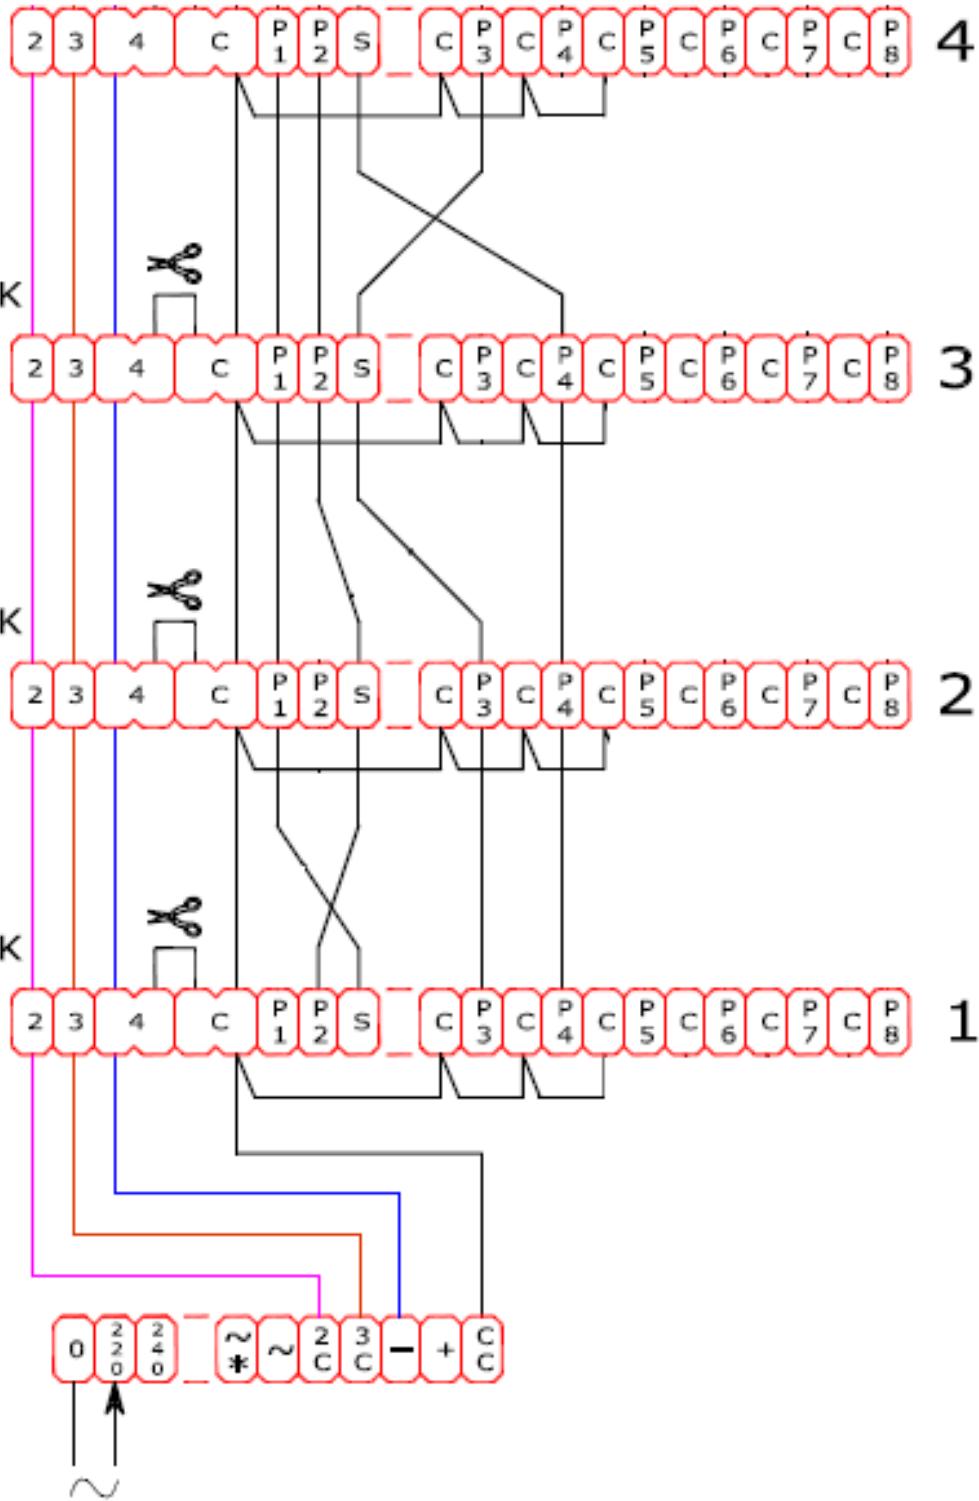 2 3 4 C P1 P2 S C P3 C P4 C P5 C P6 C P7 C P8 4
K
2 3 4 C P1 P2 S C P3 C P4 C P5 C P6 C P7 C P8 3
K
2 3 4 C P1 P2 S C P3 C P4 C P5 C P6 C P7 C P8 2
K
2 3 4 C P1 P2 S C P3 C P4 C P5 C P6 C P7 C P8 1
0 220 240 ~* ~ 2C 3C − + CC
~